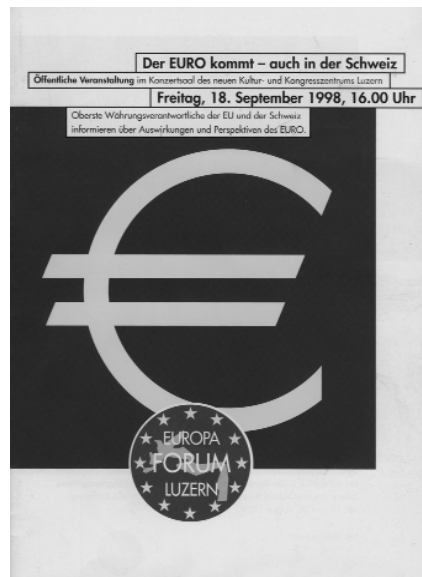 Der EURO kommt – auch in der Schweiz
Öffentliche Veranstaltung im Konzertsaal des neuen Kultur- und Kongresszentrums Luzern
Freitag, 18. September 1998, 16.00 Uhr
Oberste Währungsverantwortliche der EU und der Schweiz
informieren über Auswirkungen und Perspektiven des EURO.
€
EUROPA
FORUM
LUZERN